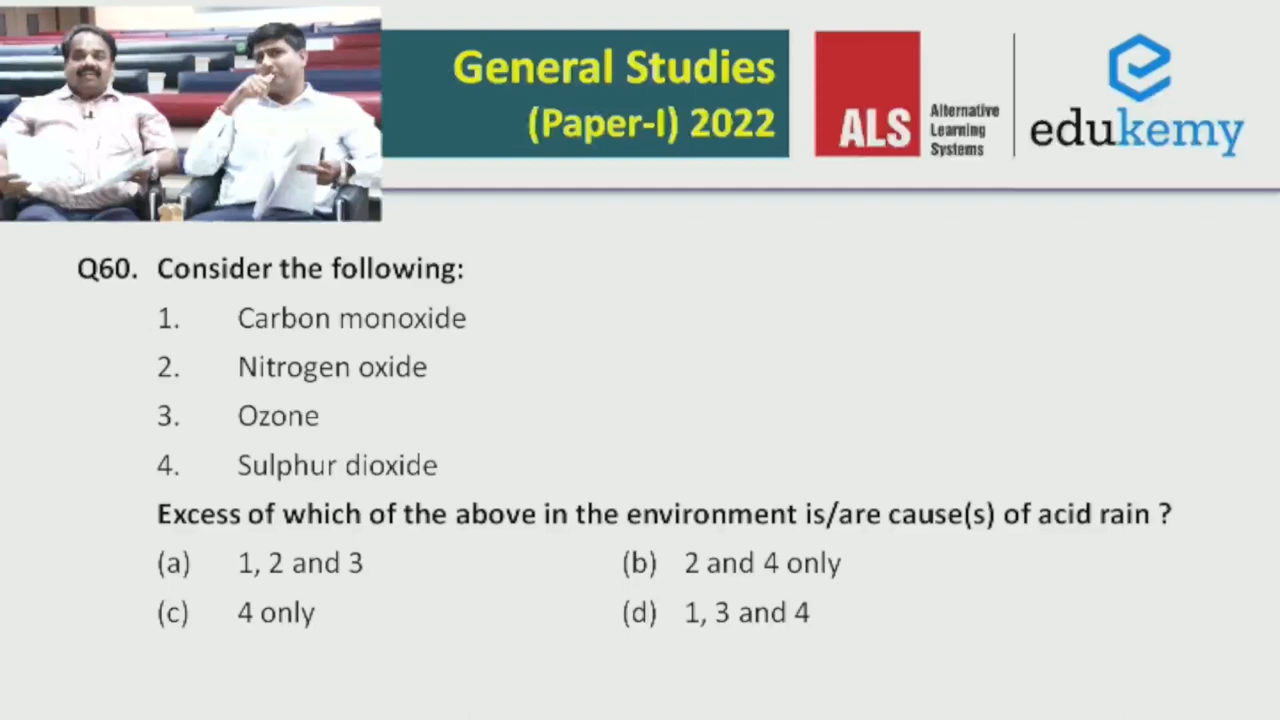 General Studies
(Paper-I) 2022
ALS
Alternative
Learning
Systems
edukemy
Q60. Consider the following:
1. Carbon monoxide
2. Nitrogen oxide
3. Ozone
4. Sulphur dioxide
Excess of which of the above in the environment is/are cause(s) of acid rain ?
(a) 1, 2 and 3 (b) 2 and 4 only
(c) 4 only (d) 1, 3 and 4